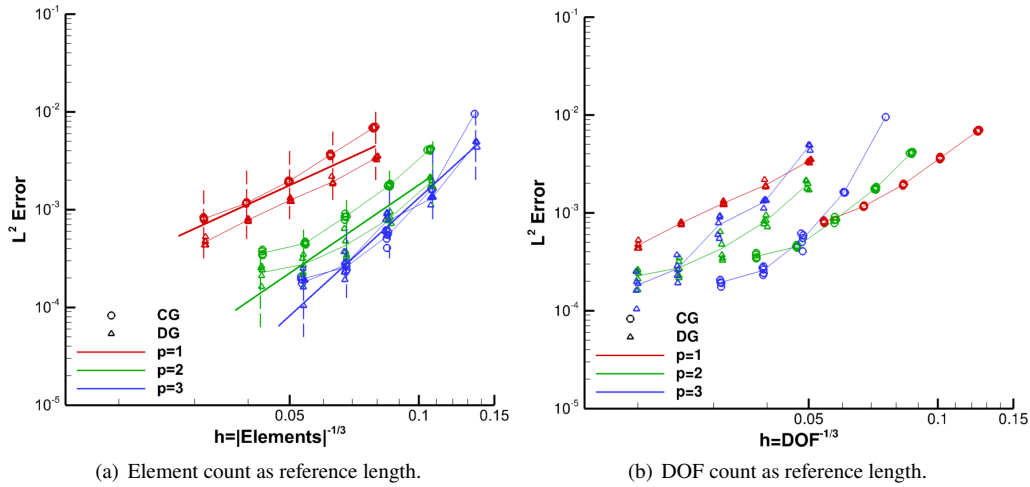 10^-1
10^-2
10^-3
10^-4
10^-5
L^2 Error
CG
DG
p=1
p=2
p=3
0.05
0.1
0.15
h=|Elements|^-1/3
(a) Element count as reference length.
10^-1
10^-2
10^-3
10^-4
10^-5
L^2 Error
CG
DG
p=1
p=2
p=3
0.05
0.1
0.15
h=DOF^-1/3
(b) DOF count as reference length.